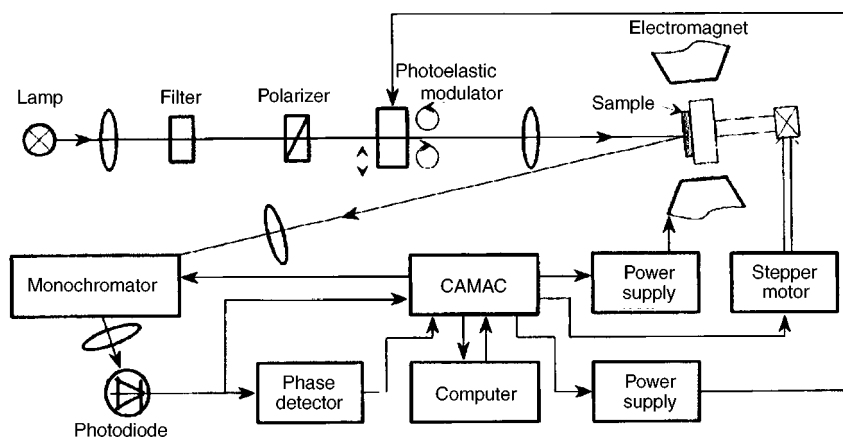 Electromagnet
Photoelastic
modulator
Lamp
Filter
Polarizer
Sample
Monochromator
CAMAC
Power
supply
Stepper
motor
Phase
detector
Computer
Power
supply
Photodiode